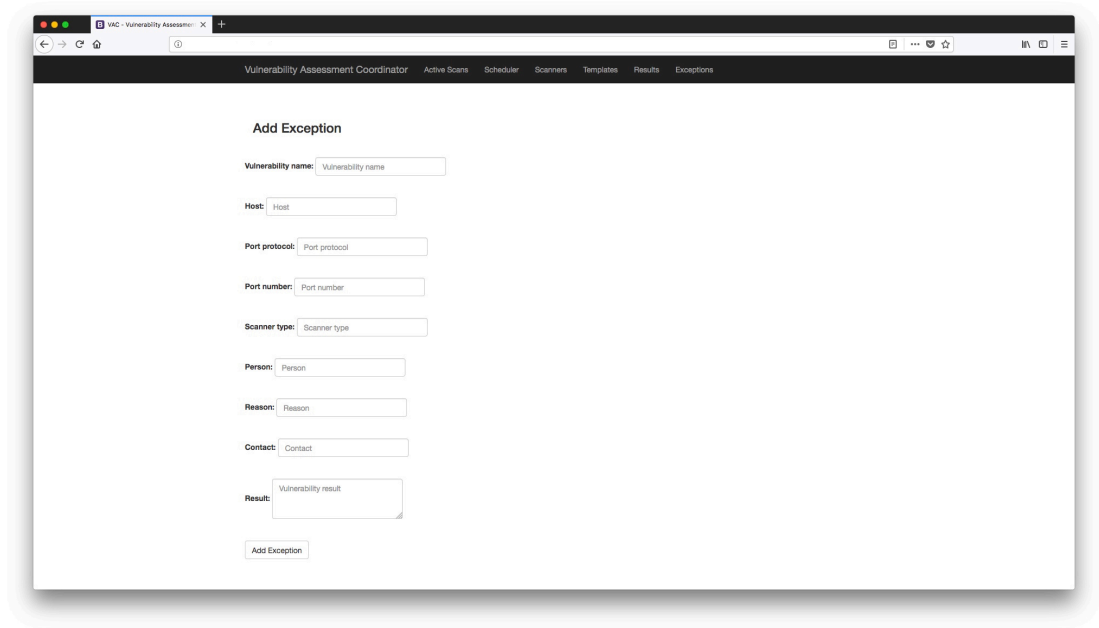 VAC - Vulnerability Assessmen
Vulnerability Assessment Coordinator Active Scans Scheduler Scanners Templates Results Exceptions
Add Exception
Vulnerability name: Vulnerability name
Host: Host
Port protocol: Port protocol
Port number: Port number
Scanner type: Scanner type
Person: Person
Reason: Reason
Contact: Contact
Vulnerability result
Result:
Add Exception